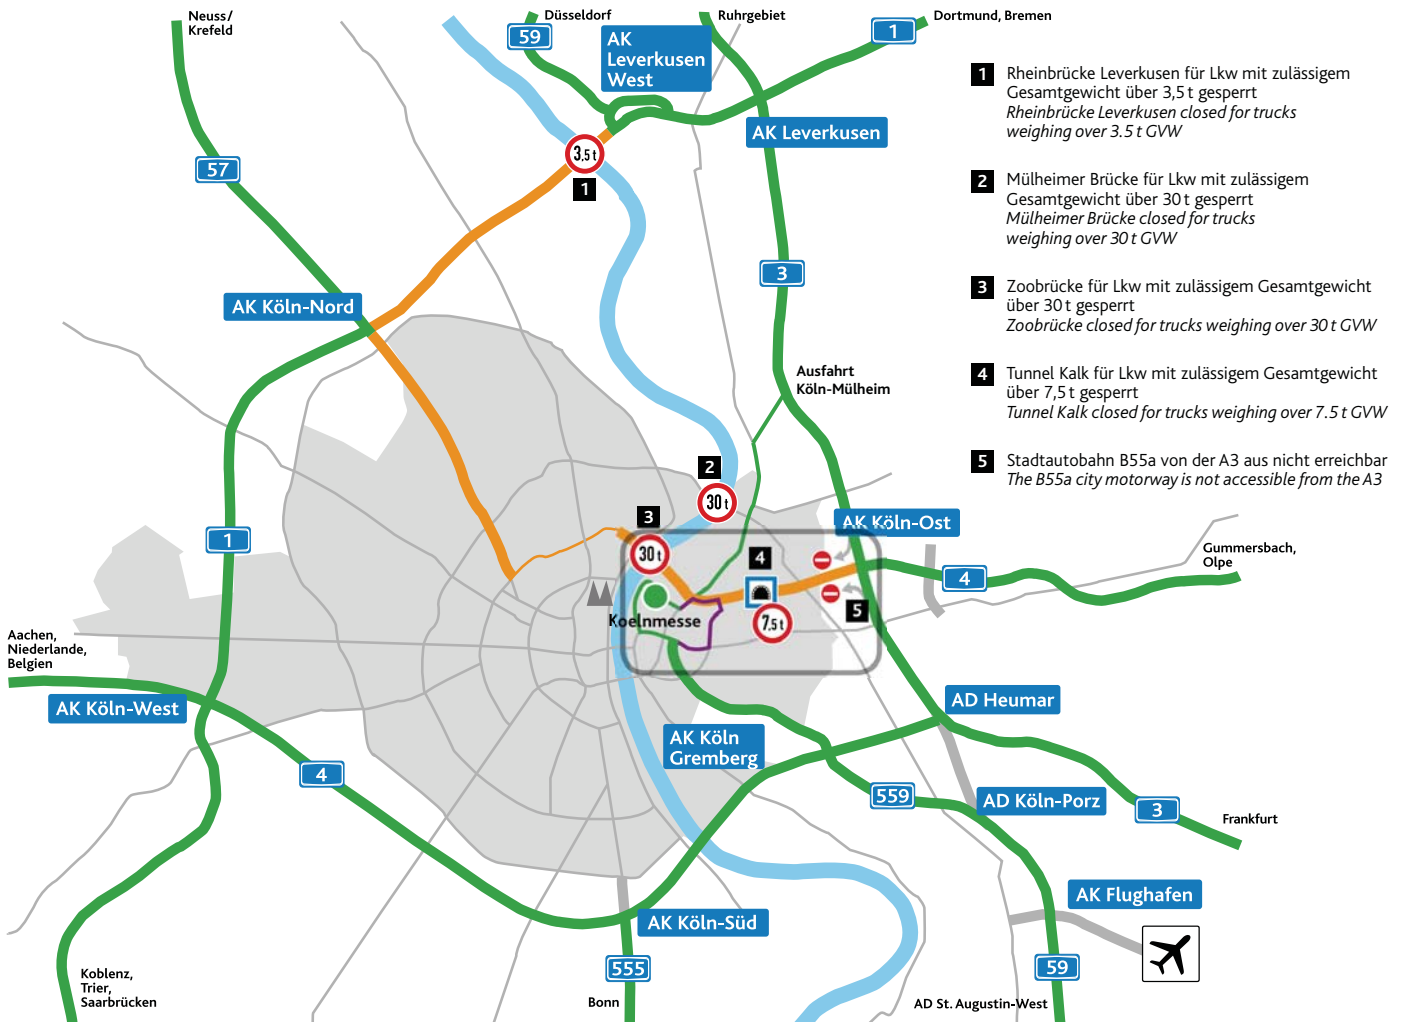 Neuss/
Krefeld
Düsseldorf
59
AK
Leverkusen
West
Ruhrgebiet
1
Dortmund, Bremen
AK Leverkusen
3,5 t
1
57
3
AK Köln-Nord
Ausfahrt
Köln-Mülheim
2
30 t
3
30 t
4
7,5 t
5
AK Köln-Ost
4
Gummersbach,
Olpe
1
Koelnmesse
Aachen,
Niederlande,
Belgien
AK Köln-West
4
AK Köln
Gremberg
AD Heumar
559
AD Köln-Porz
3
Frankfurt
AK Flughafen
AK Köln-Süd
555
59
Koblenz,
Trier,
Saarbrücken
Bonn
AD St. Augustin-West
1 Rheinbrücke Leverkusen für Lkw mit zulässigem
Gesamtgewicht über 3,5 t gesperrt
Rheinbrücke Leverkusen closed for trucks
weighing over 3.5 t GVW
2 Mülheimer Brücke für Lkw mit zulässigem
Gesamtgewicht über 30 t gesperrt
Mülheimer Brücke closed for trucks
weighing over 30 t GVW
3 Zoobrücke für Lkw mit zulässigem Gesamtgewicht
über 30 t gesperrt
Zoobrücke closed for trucks weighing over 30 t GVW
4 Tunnel Kalk für Lkw mit zulässigem Gesamtgewicht
über 7,5 t gesperrt
Tunnel Kalk closed for trucks weighing over 7.5 t GVW
5 Stadtautobahn B55a von der A3 aus nicht erreichbar
The B55a city motorway is not accessible from the A3